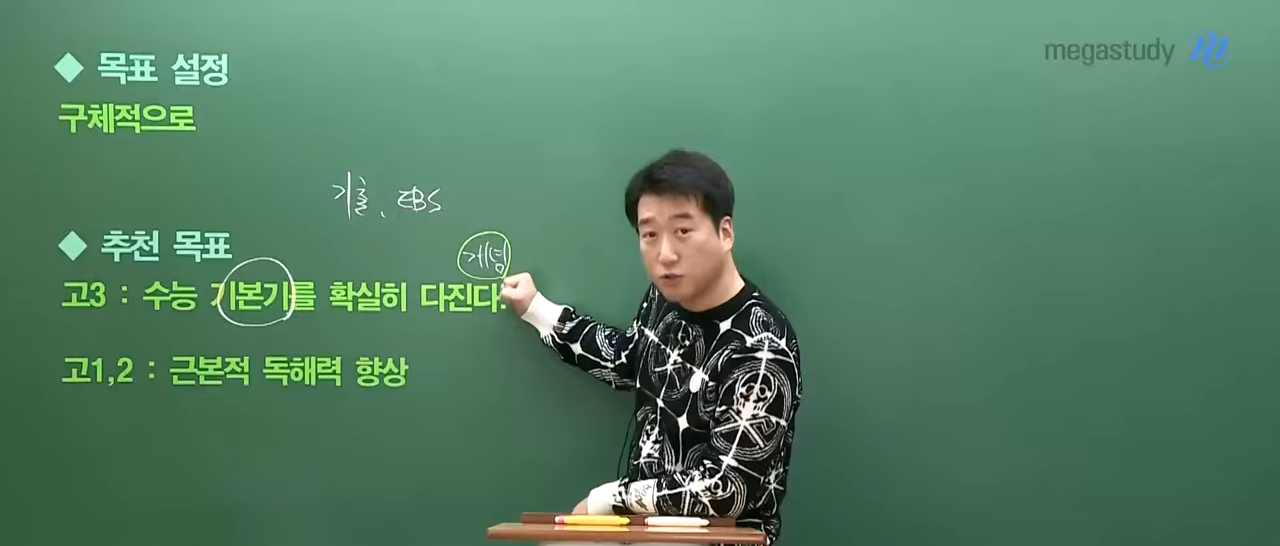 megastudy
◆ 목표 설정
구체적으로
기출, EBS
◆ 추천 목표
개념
고3 : 수능 기본기를 확실히 다진다!
고1,2 : 근본적 독해력 향상